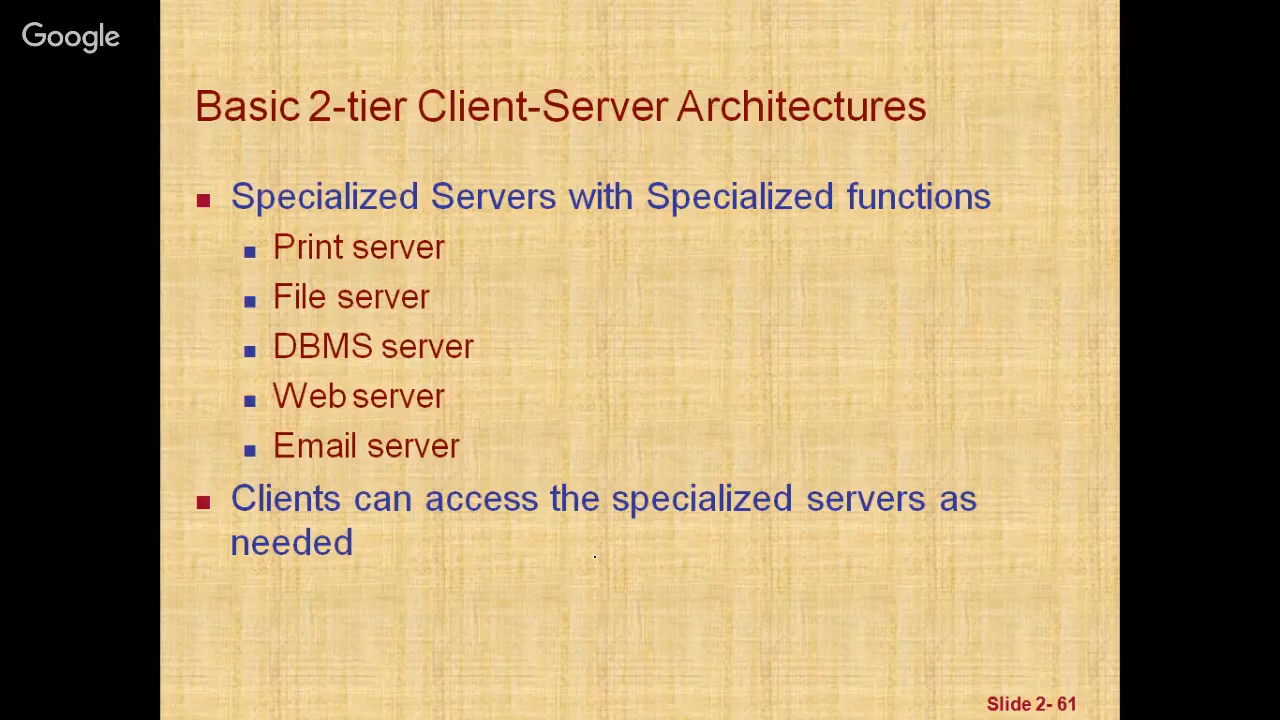 Google
Basic 2-tier Client-Server Architectures
Specialized Servers with Specialized functions
Print server
File server
DBMS server
Web server
Email server
Clients can access the specialized servers as
needed
Slide 2- 61